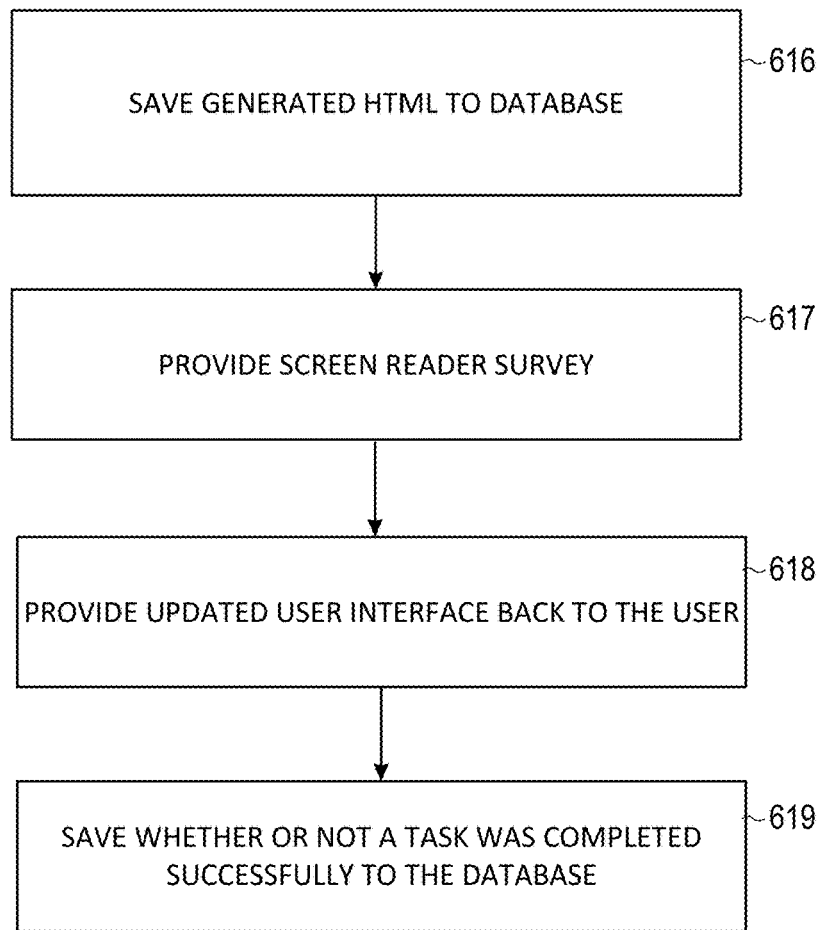 616
SAVE GENERATED HTML TO DATABASE
617
PROVIDE SCREEN READER SURVEY
618
PROVIDE UPDATED USER INTERFACE BACK TO THE USER
619
SAVE WHETHER OR NOT A TASK WAS COMPLETED
SUCCESSFULLY TO THE DATABASE